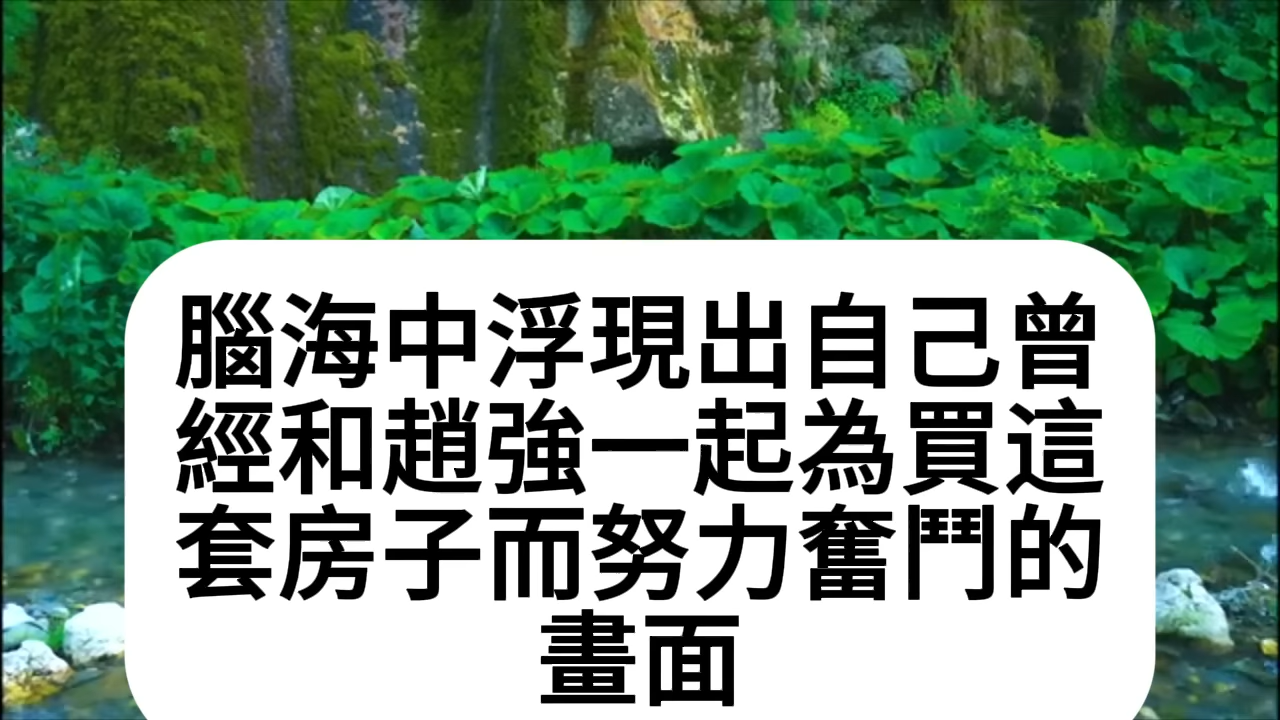 腦海中浮現出自己曾
經和趙強一起為買這
套房子而努力奮鬥的
畫面